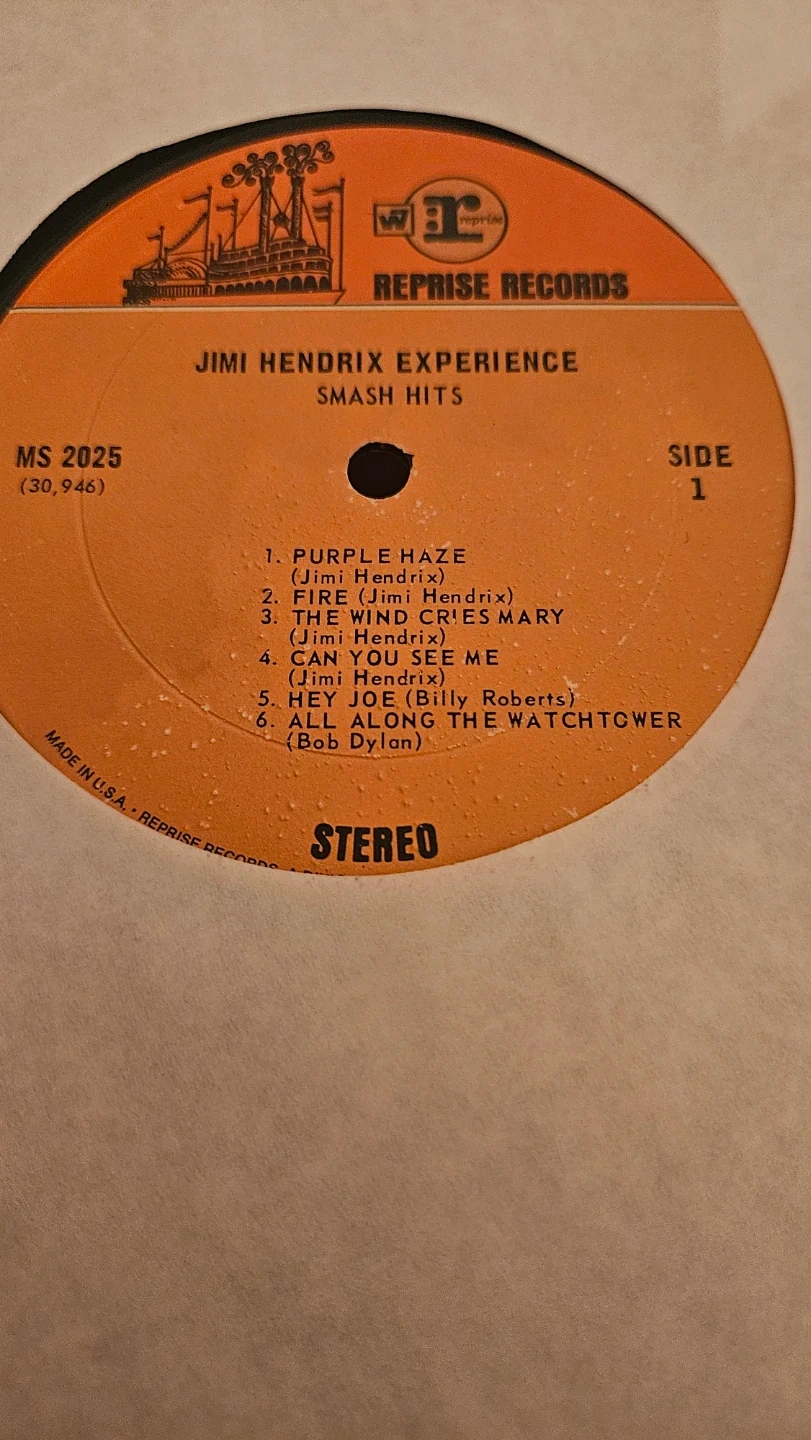 W
r
reprise
REPRISE RECORDS
JIMI HENDRIX EXPERIENCE
SMASH HITS
MS 2025
(30,946)
SIDE
1
1. PURPLE HAZE
(Jimi Hendrix)
2. FIRE (Jimi Hendrix)
3. THE WIND CRIES MARY
(Jimi Hendrix)
4. CAN YOU SEE ME
(Jimi Hendrix)
5. HEY JOE (Billy Roberts)
6. ALL ALONG THE WATCHTOWER
(Bob Dylan)
STEREO
MADE IN U.S.A. • REPRISE RECORDS, A